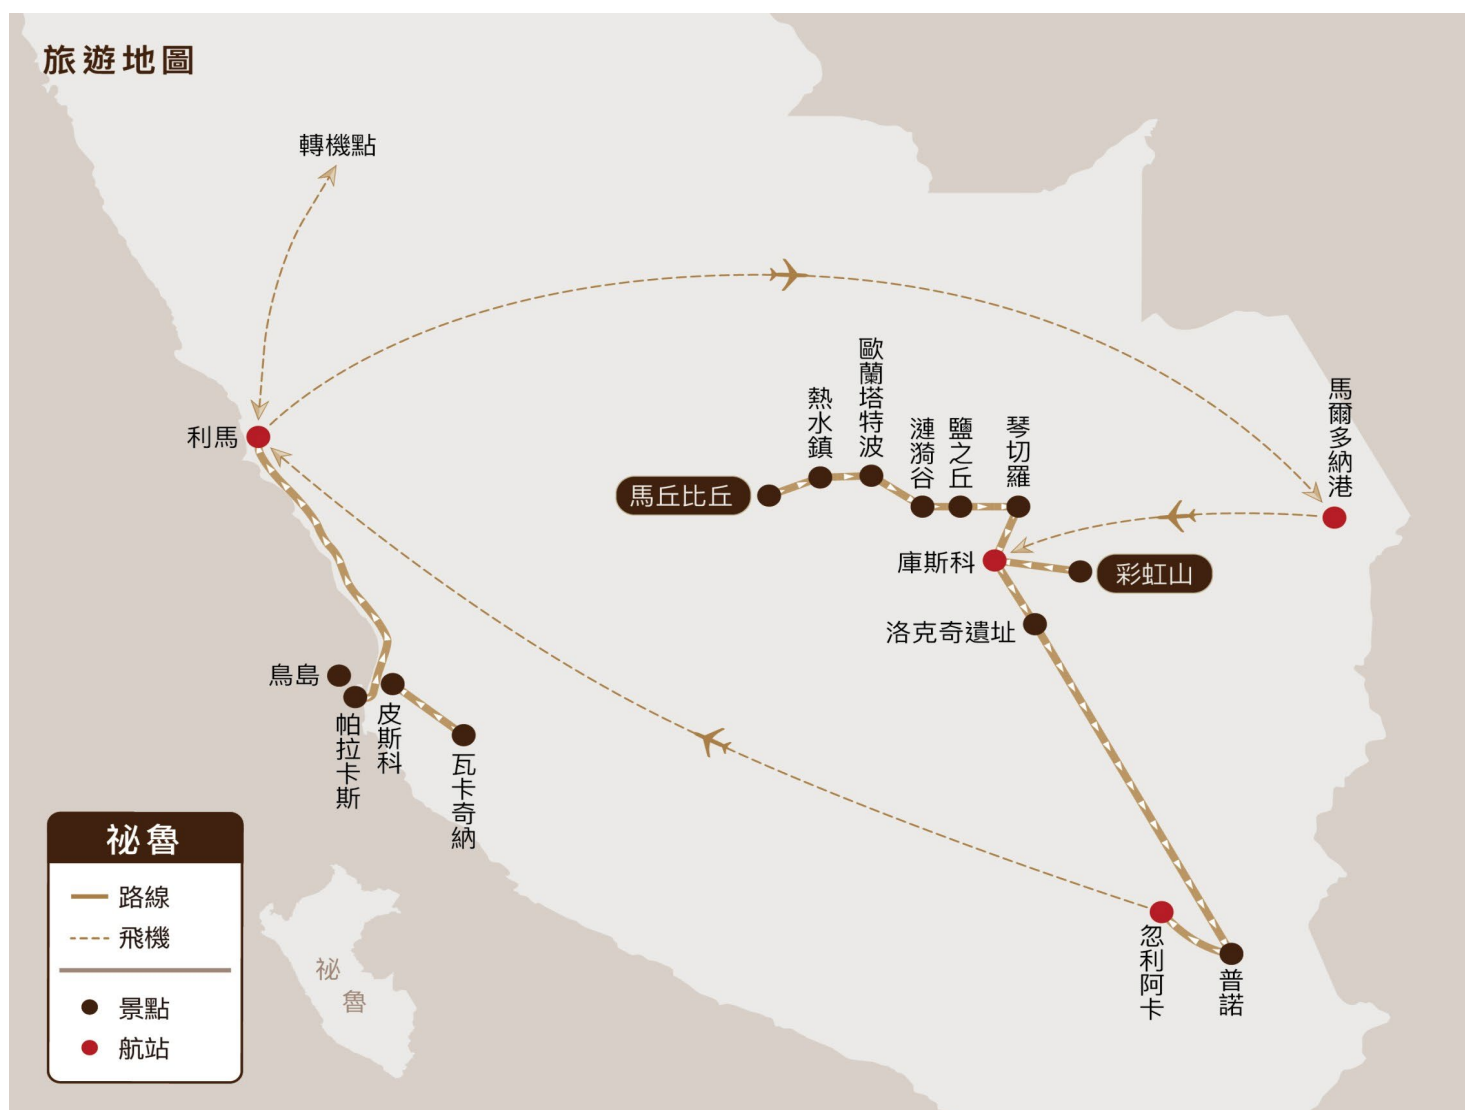 旅遊地圖
轉機點
利馬
馬丘比丘
熱水鎮
歐蘭塔特波
漣漪谷
鹽之丘
琴切羅
馬爾多納港
庫斯科
彩虹山
洛克奇遺址
鳥島
帕拉卡斯
皮斯科
瓦卡奇納
忽利阿卡
普諾
祕魯
路線
飛機
景點
航站
祕
魯